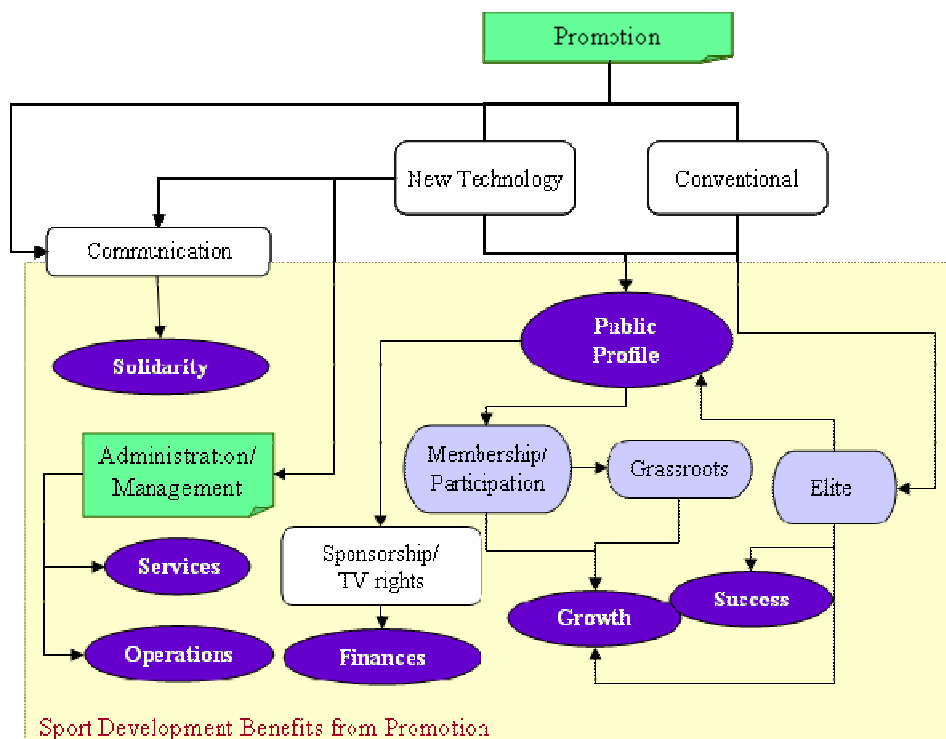 Promotion
New Technology
Conventional
Communication
Public
Profile
Solidarity
Administration/
Management
Membership/
Participation
Grassroots
Elite
Services
Sponsorship/
TV rights
Growth
Success
Operations
Finances
Sport Development Benefits from Promotion